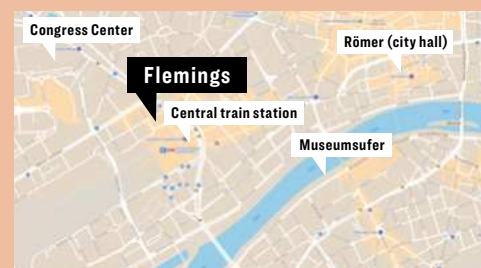 Congress Center
Römer (city hall)
Flemings
Central train station
Museumsufer